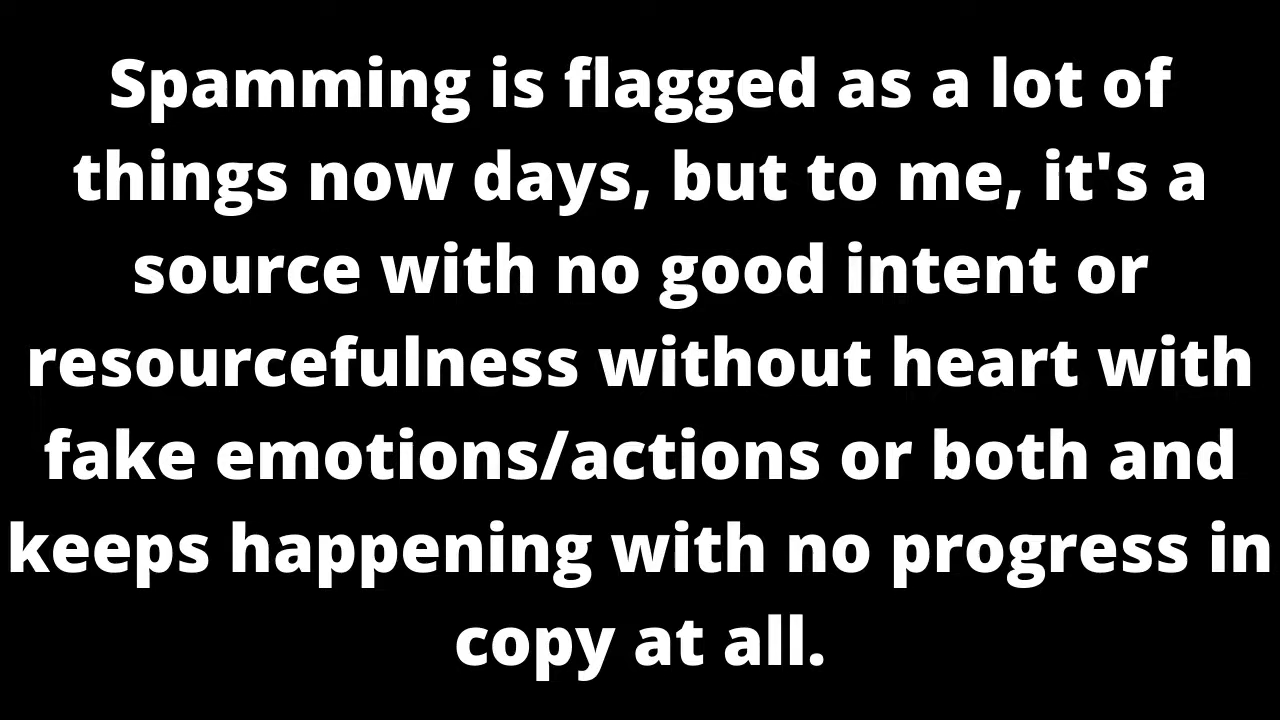 Spamming is flagged as a lot of
things now days, but to me, it's a
source with no good intent or
resourcefulness without heart with
fake emotions/actions or both and
keeps happening with no progress in
copy at all.